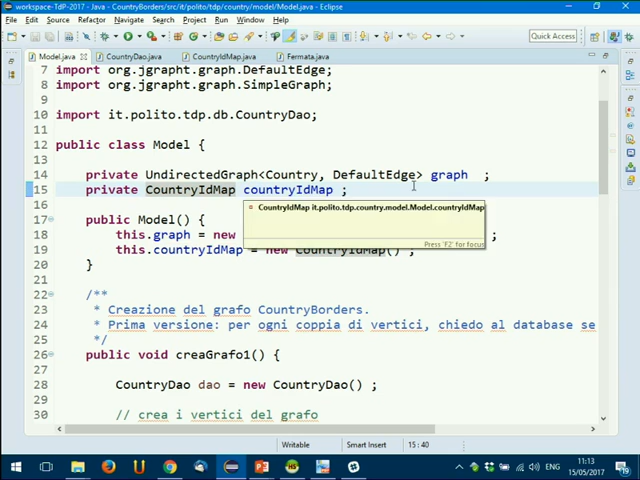 workspace-TdP-2017 - Java - CountryBorders/src/it/polito/tdp/country/model/Model.java - Eclipse
File Edit Source Refactor Navigate Search Project Run Window Help
Quick Access
Model.java CountryDao.java CountryIdMap.java Fermata.java
7 import org.jgrapht.graph.DefaultEdge;
8 import org.jgrapht.graph.SimpleGraph;
9
10 import it.polito.tdp.db.CountryDao;
11
12 public class Model {
13
14 private UndirectedGraph<Country, DefaultEdge> graph ;
15 private CountryIdMap countryIdMap ;
16
CountryIdMap it.polito.tdp.country.model.Model.countryIdMap
Press 'F2' for focus
17 public Model() {
18 this.graph = new ;
19 this.countryIdMap = new CountryIdMap() ;
20 }
21
22 /**
23 * Creazione del grafo CountryBorders.
24 * Prima versione: per ogni coppia di vertici, chiedo al database se
25 */
26 public void creaGrafo1() {
27
28 CountryDao dao = new CountryDao() ;
29
30 // crea i vertici del grafo
Writable Smart Insert 15 : 40
ENG
11:13
15/05/2017
19